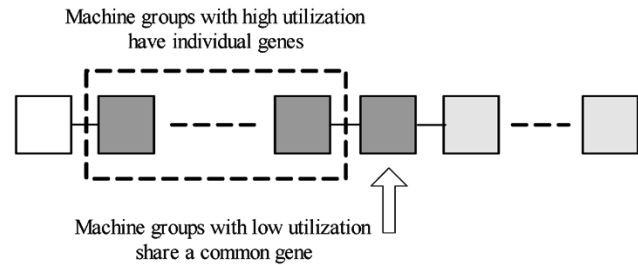 Machine groups with high utilization
have individual genes
Machine groups with low utilization
share a common gene